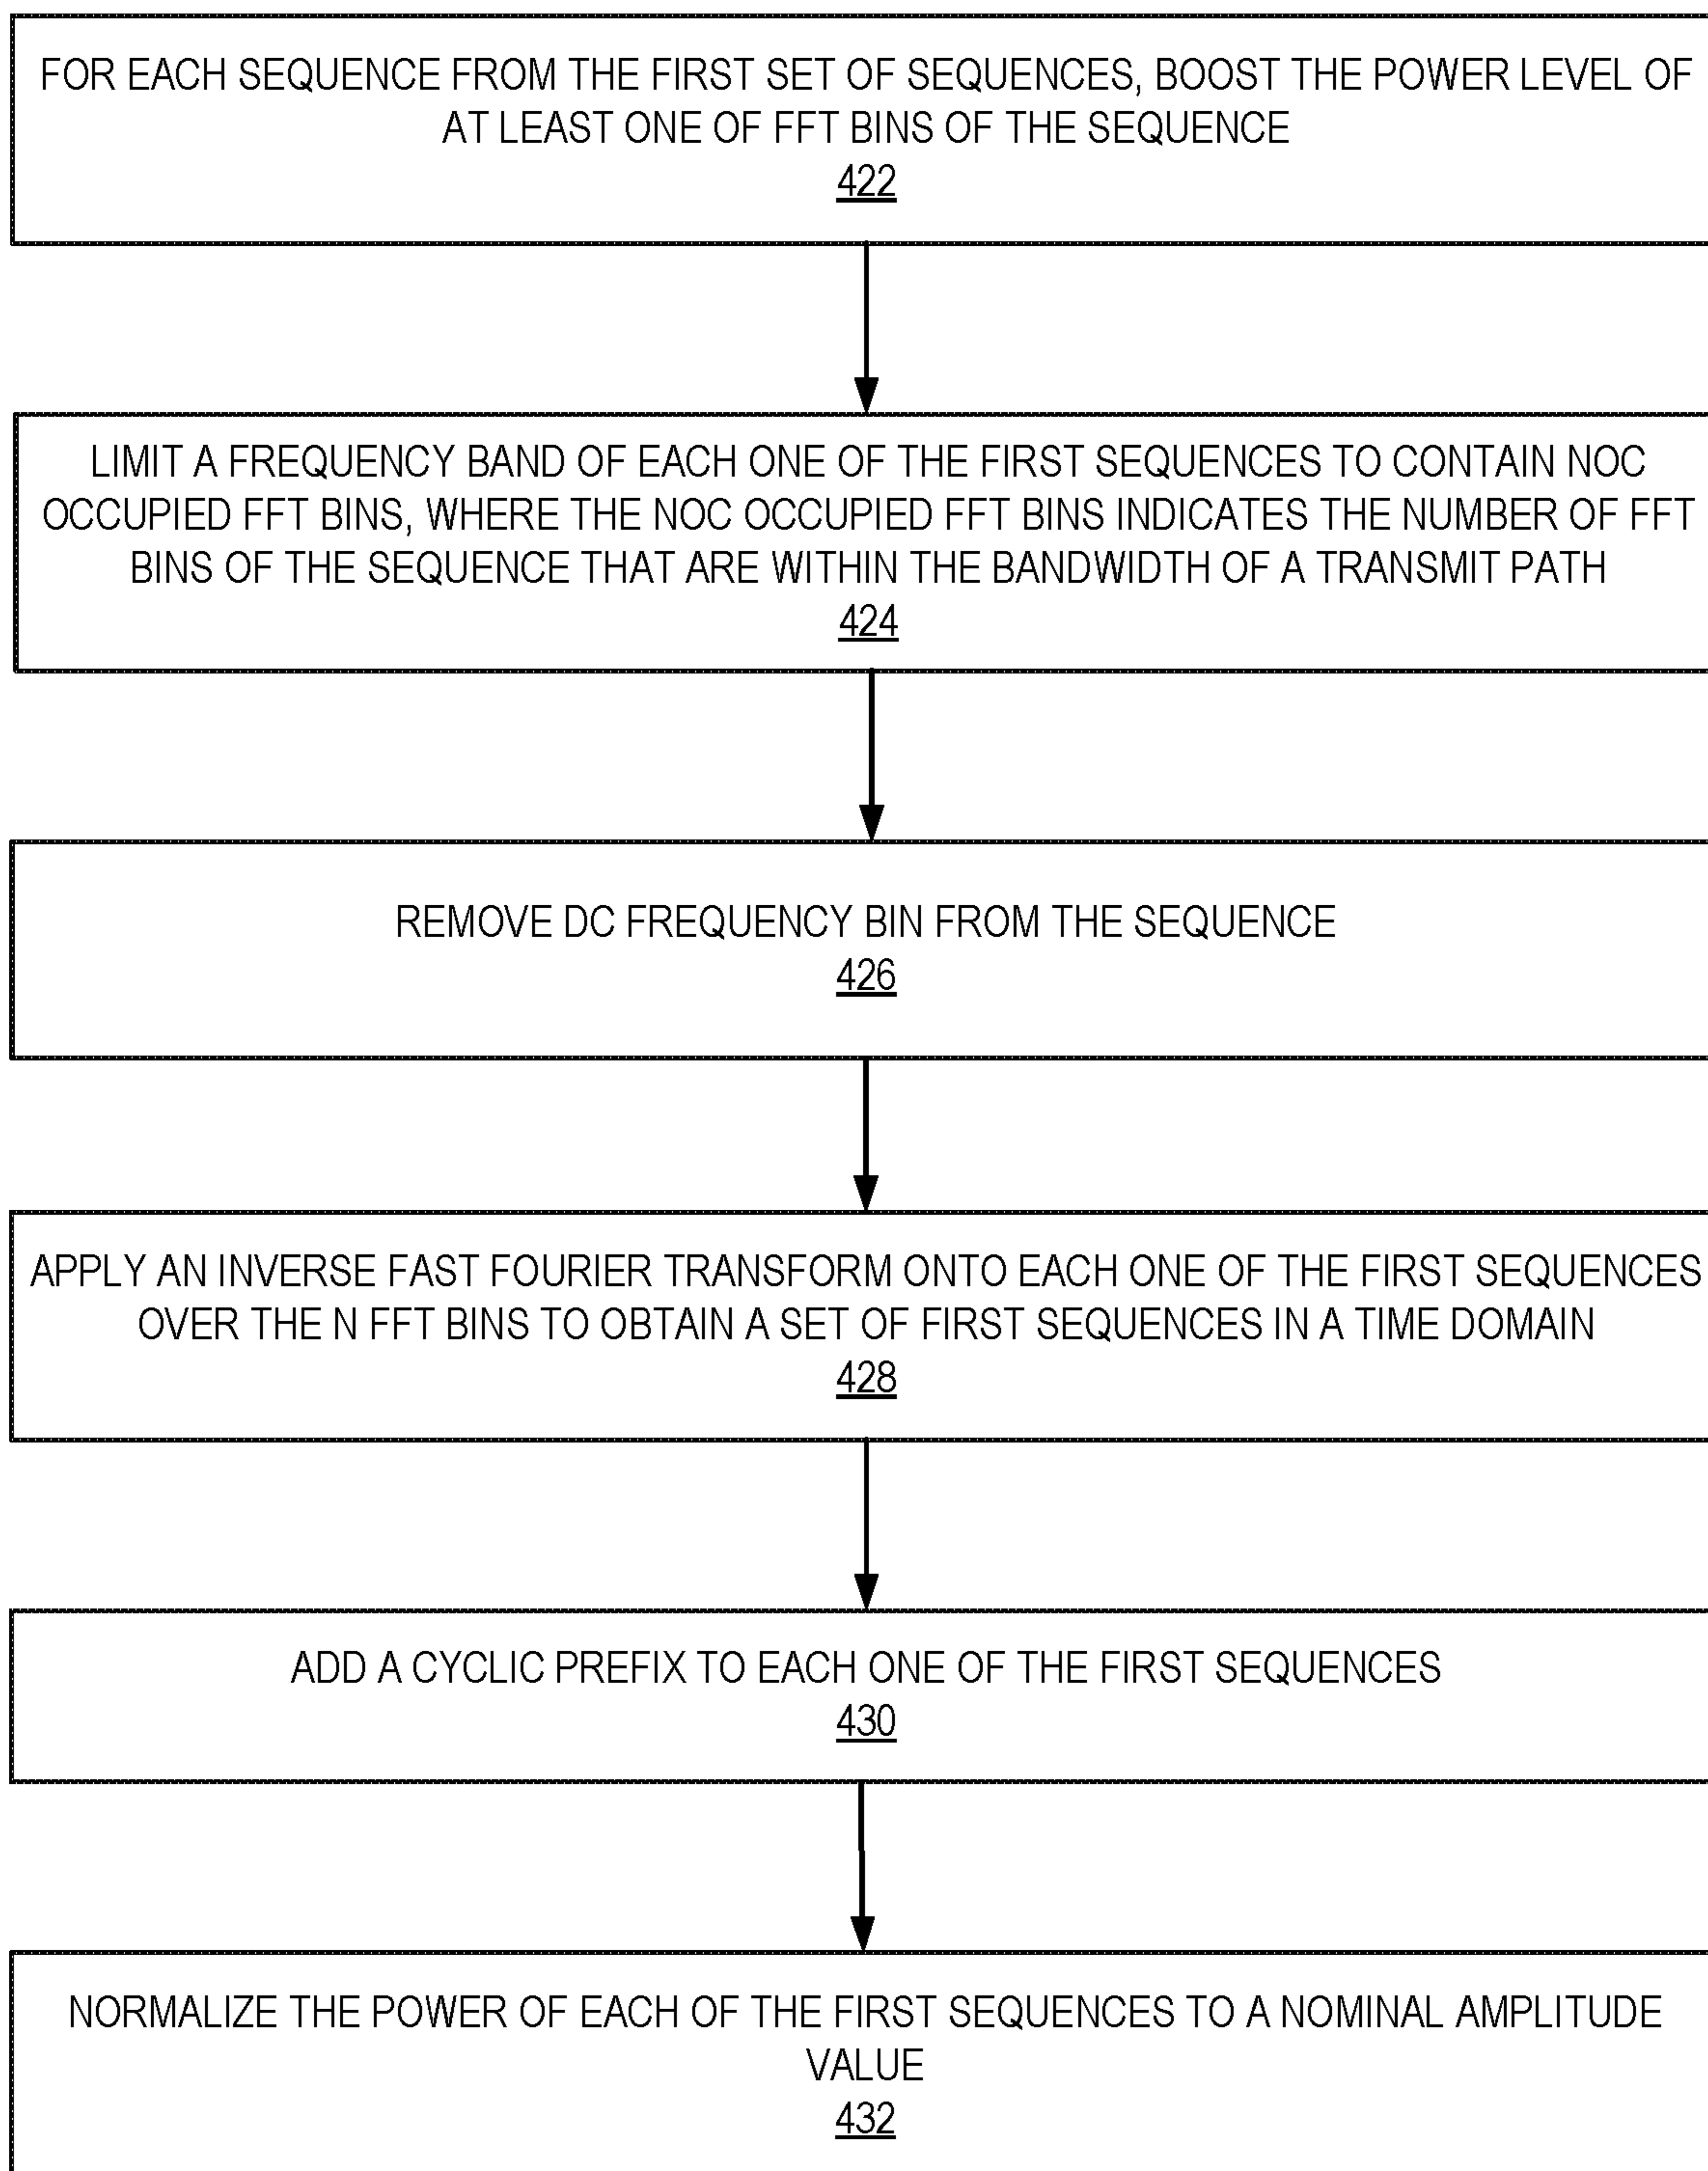 FOR EACH SEQUENCE FROM THE FIRST SET OF SEQUENCES, BOOST THE POWER LEVEL OF
AT LEAST ONE OF FFT BINS OF THE SEQUENCE
422
LIMIT A FREQUENCY BAND OF EACH ONE OF THE FIRST SEQUENCES TO CONTAIN NOC
OCCUPIED FFT BINS, WHERE THE NOC OCCUPIED FFT BINS INDICATES THE NUMBER OF FFT
BINS OF THE SEQUENCE THAT ARE WITHIN THE BANDWIDTH OF A TRANSMIT PATH
424
REMOVE DC FREQUENCY BIN FROM THE SEQUENCE
426
APPLY AN INVERSE FAST FOURIER TRANSFORM ONTO EACH ONE OF THE FIRST SEQUENCES
OVER THE N FFT BINS TO OBTAIN A SET OF FIRST SEQUENCES IN A TIME DOMAIN
428
ADD A CYCLIC PREFIX TO EACH ONE OF THE FIRST SEQUENCES
430
NORMALIZE THE POWER OF EACH OF THE FIRST SEQUENCES TO A NOMINAL AMPLITUDE
VALUE
432